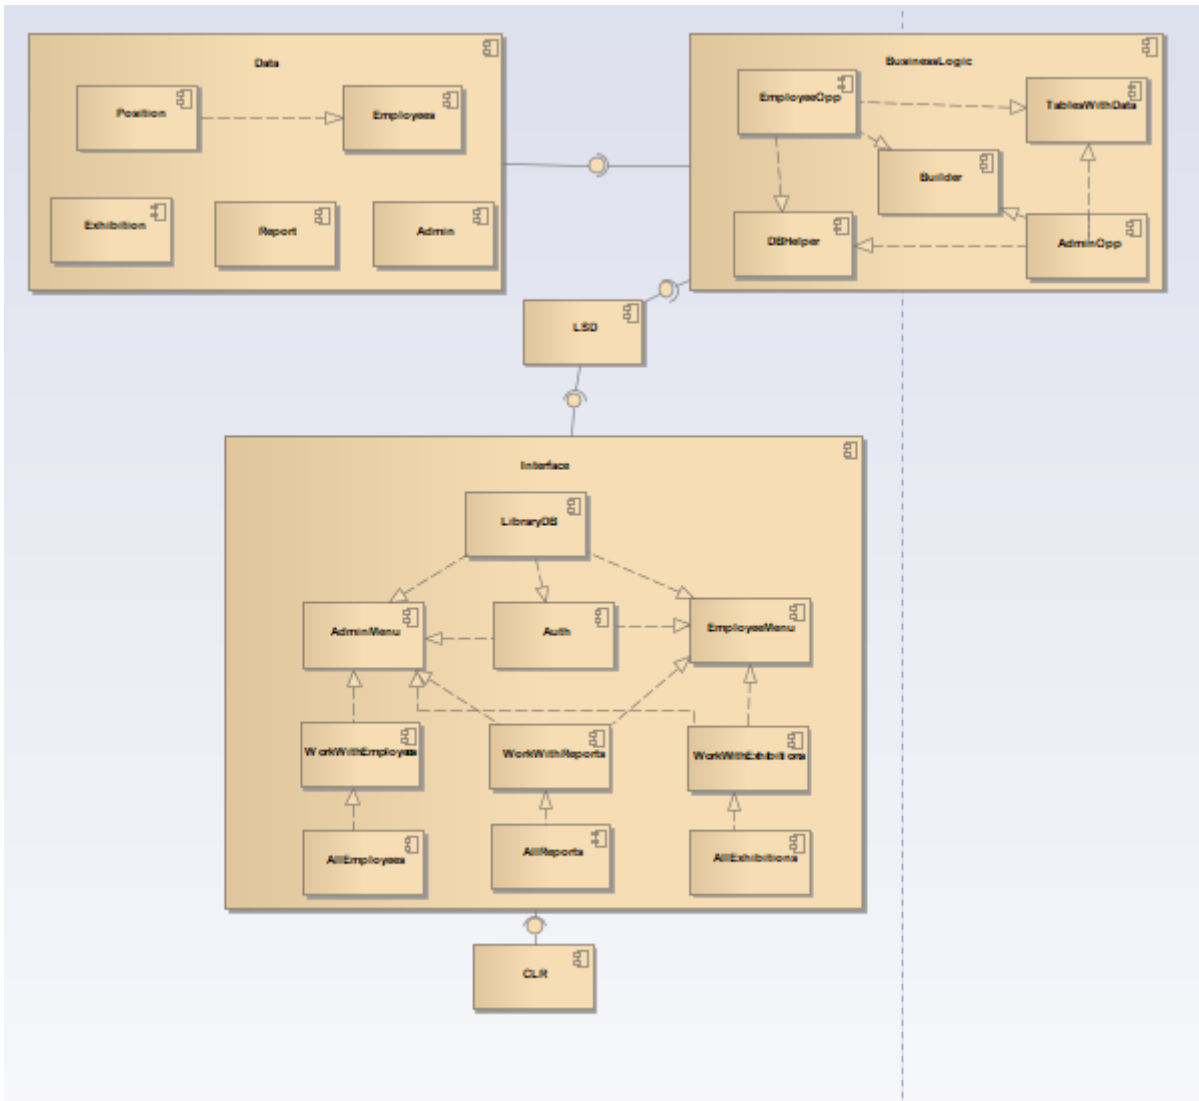 Data
BusinessLogic
Position
Employees
EmployeeOpp
TablesWithData
Builder
Exhibition
Report
Admin
DBHelper
AdminOpp
LSD
Interface
LibraryDB
AdminMenu
Auth
EmployeeMenu
WorkWithEmployees
WorkWithReports
WorkWithExhibitions
AllEmployees
AllReports
AllExhibitions
CLR